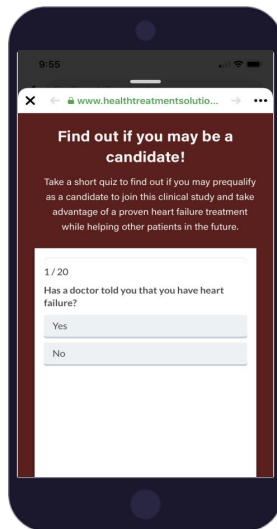 9:55
www.healthtreatmentsolutio...
Find out if you may be a
candidate!
Take a short quiz to find out if you may prequalify
as a candidate to join this clinical study and take
advantage of a proven heart failure treatment
while helping other patients in the future.
1 / 20
Has a doctor told you that you have heart
failure?
Yes
No